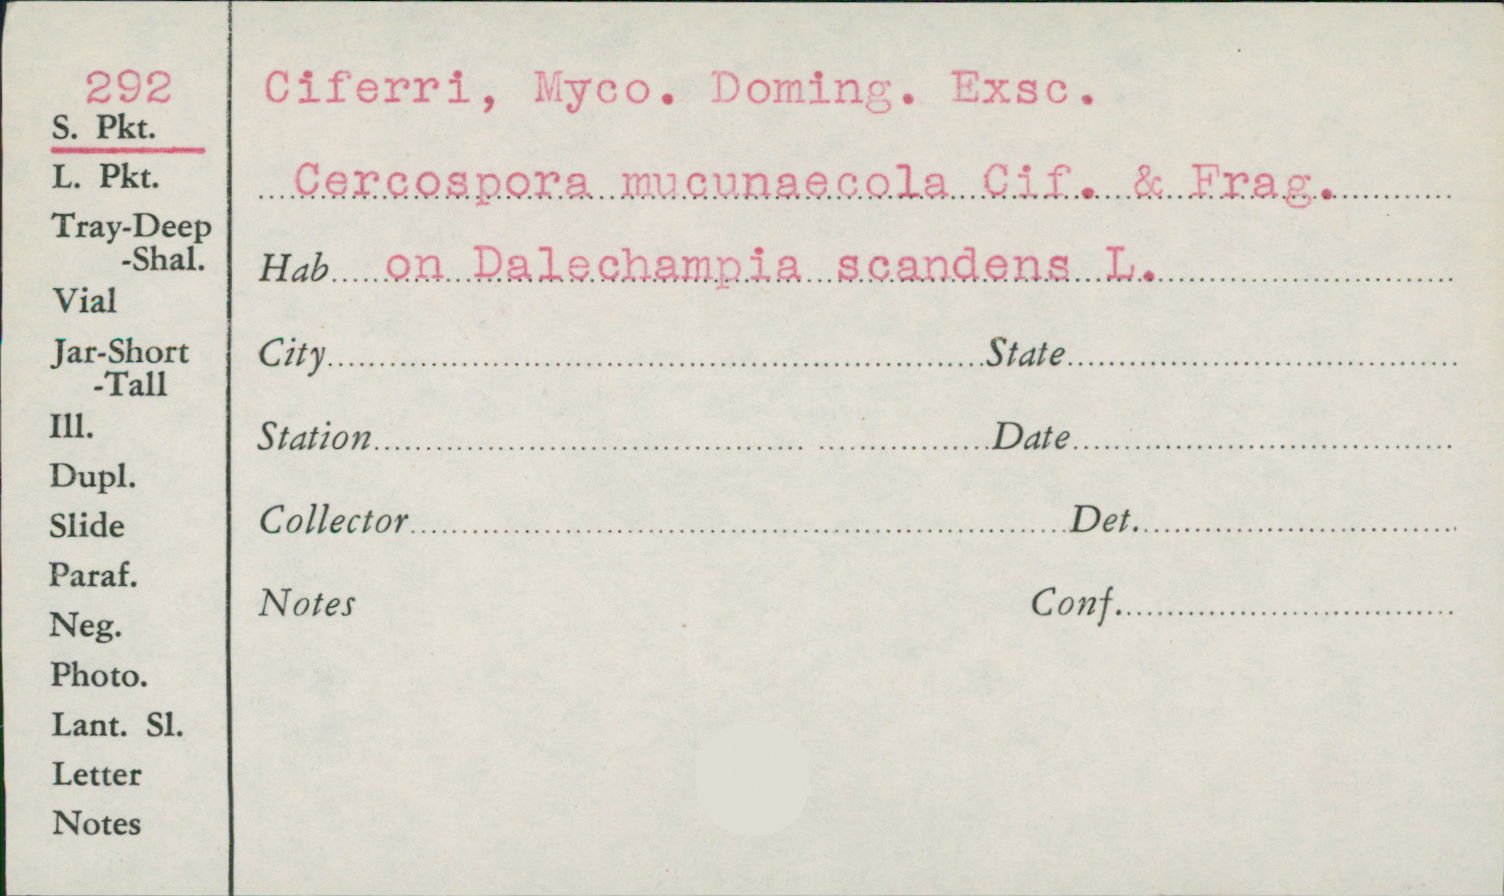 292
S. Pkt.
L. Pkt.
Tray-Deep
-Shal.
Vial
Jar-Short
-Tall
Ill.
Dupl.
Slide
Paraf.
Neg.
Photo.
Lant. Sl.
Letter
Notes
Ciferri, Myco. Doming. Exsc.
Cercospora mucunaecola Cif. & Frag.
Hab on Dalechampia scandens L.
City State
Station Date
Collector Det.
Notes Conf.